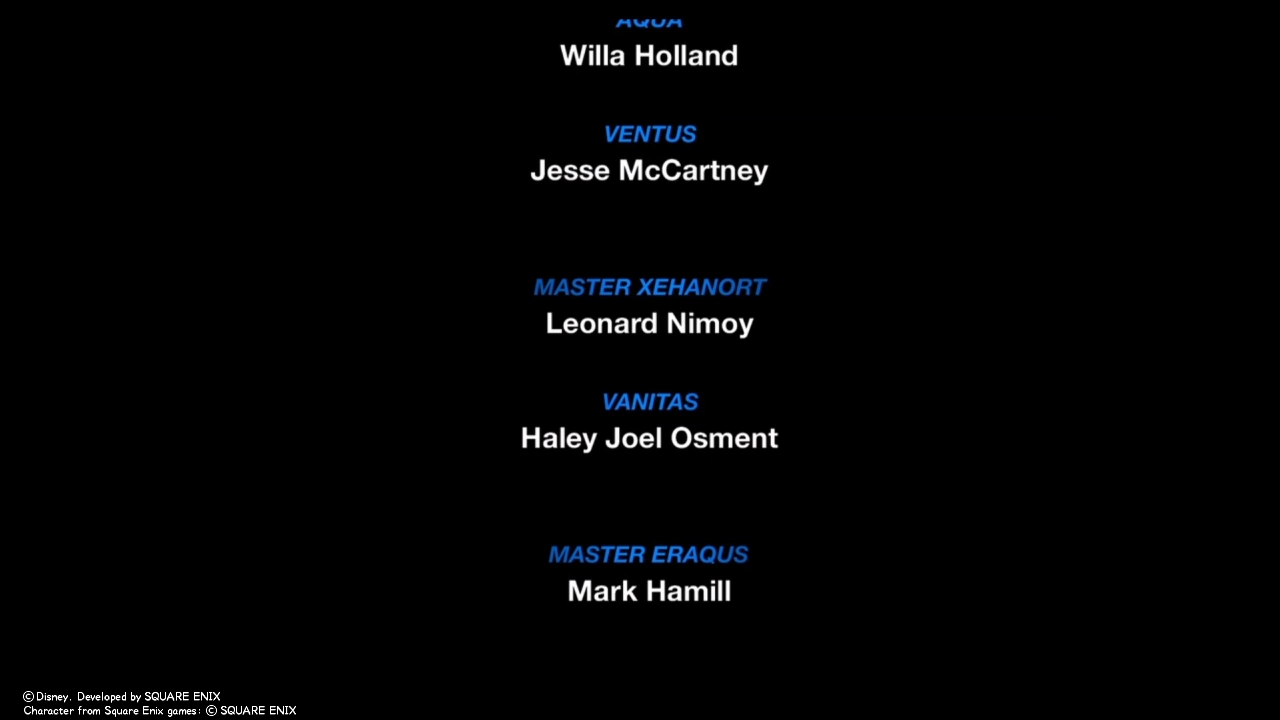 AQUA
Willa Holland
VENTUS
Jesse McCartney
MASTER XEHANORT
Leonard Nimoy
VANITAS
Haley Joel Osment
MASTER ERAQUS
Mark Hamill
©Disney. Developed by SQUARE ENIX
Character from Square Enix games: © SQUARE ENIX